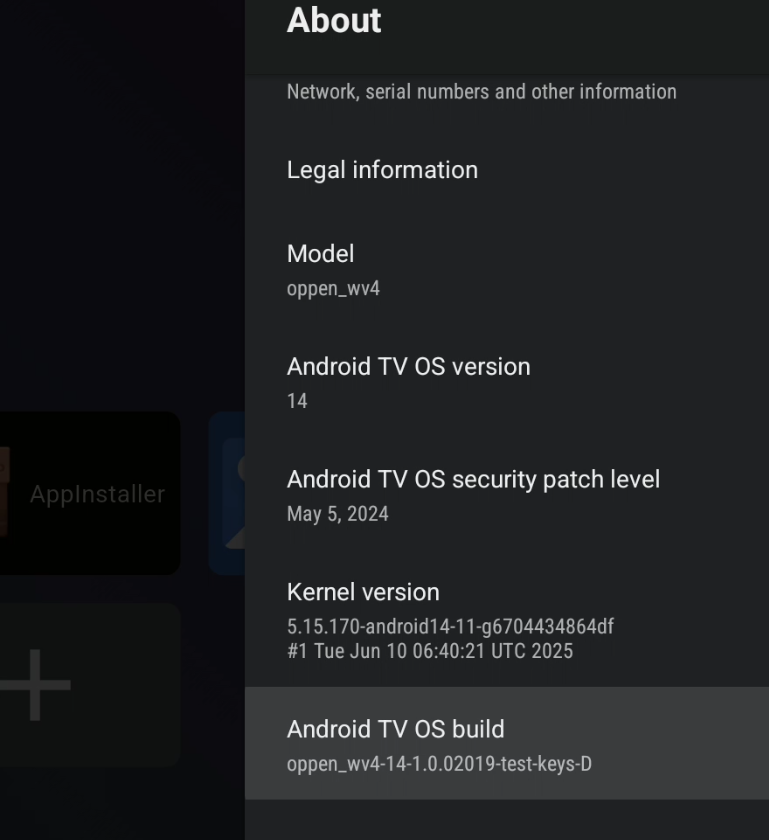 About
Network, serial numbers and other information
Legal information
Model
oppen_wv4
Android TV OS version
14
AppInstaller
Android TV OS security patch level
May 5, 2024
Kernel version
5.15.170-android14-11-g6704434864df
#1 Tue Jun 10 06:40:21 UTC 2025
Android TV OS build
oppen_wv4-14-1.0.02019-test-keys-D